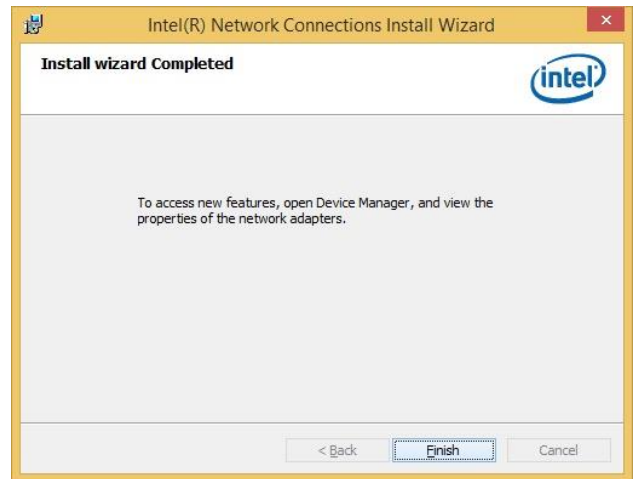 Intel(R) Network Connections Install Wizard
Install wizard Completed
intel
To access new features, open Device Manager, and view the
properties of the network adapters.
< Back
Finish
Cancel